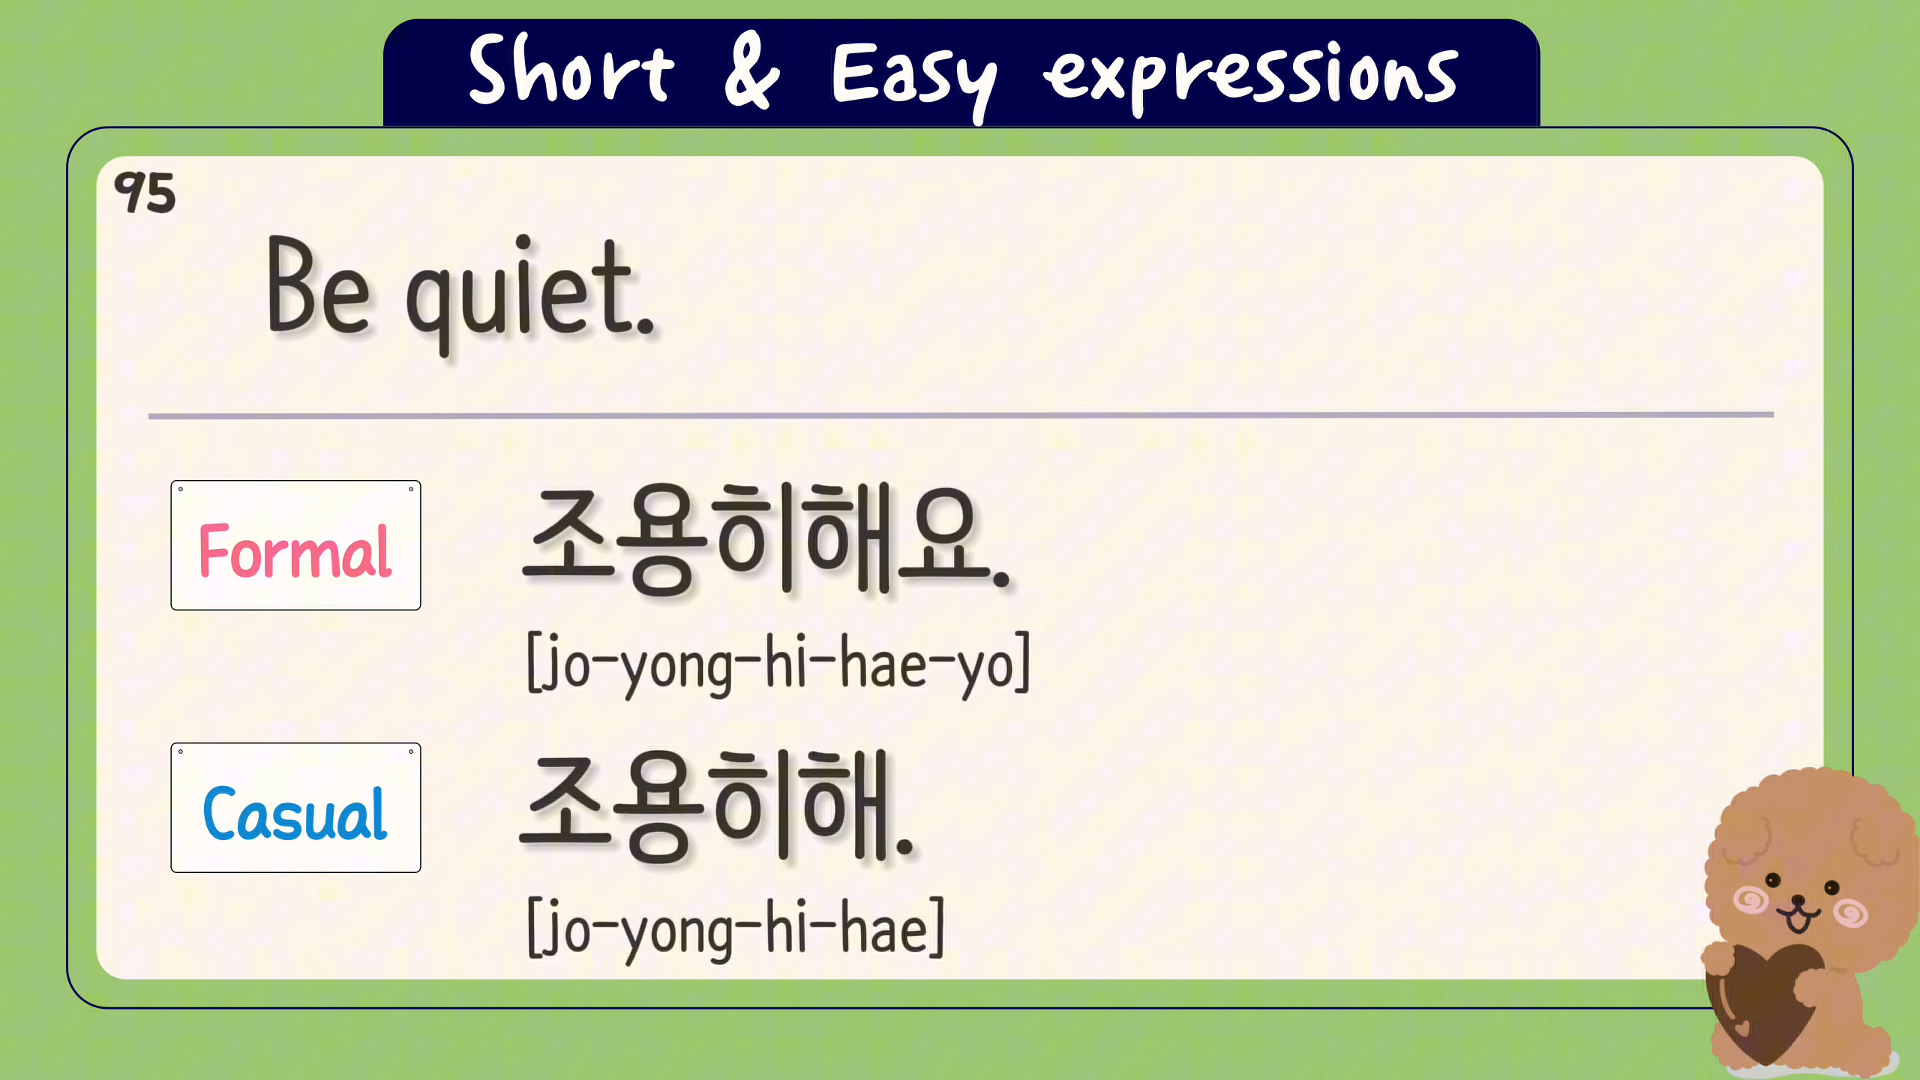 Short & Easy expressions
95
Be quiet.
Formal
조용히해요.
[jo-yong-hi-hae-yo]
Casual
조용히해.
[jo-yong-hi-hae]